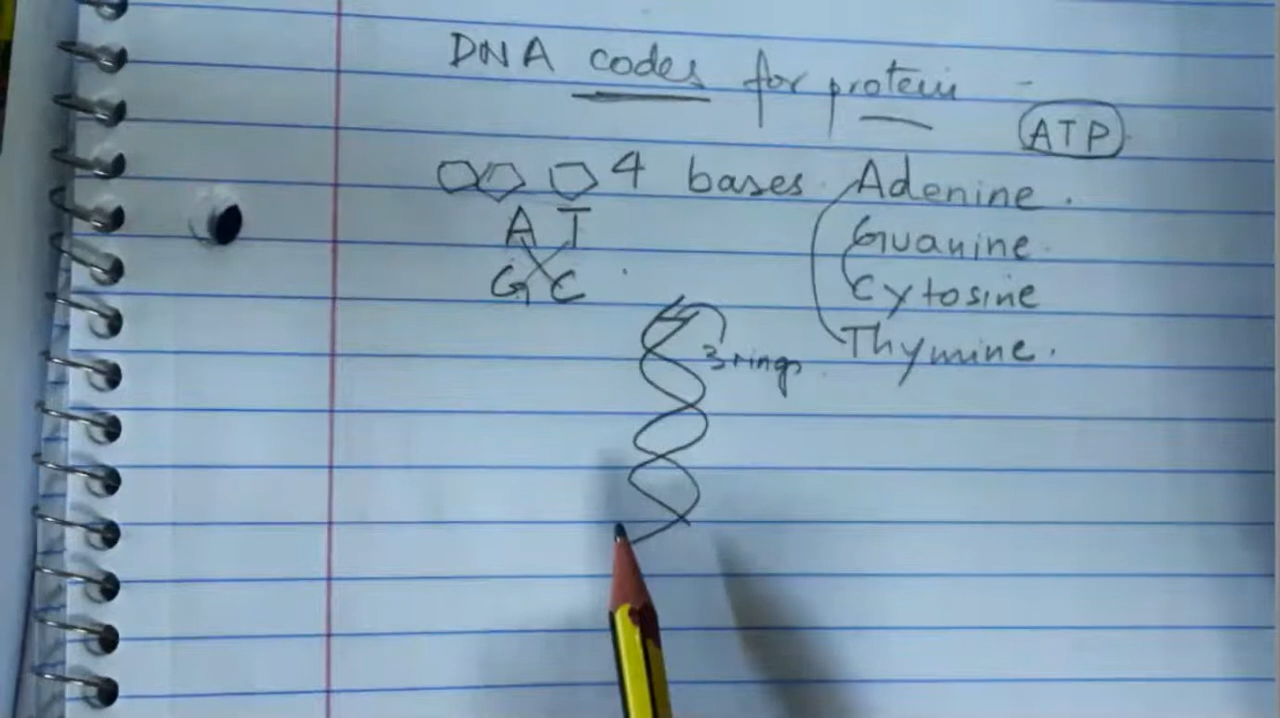 DNA codes for protein
ATP
4 bases Adenine.
A T Guanine.
G C Cytosine
Thymine.
3 rings